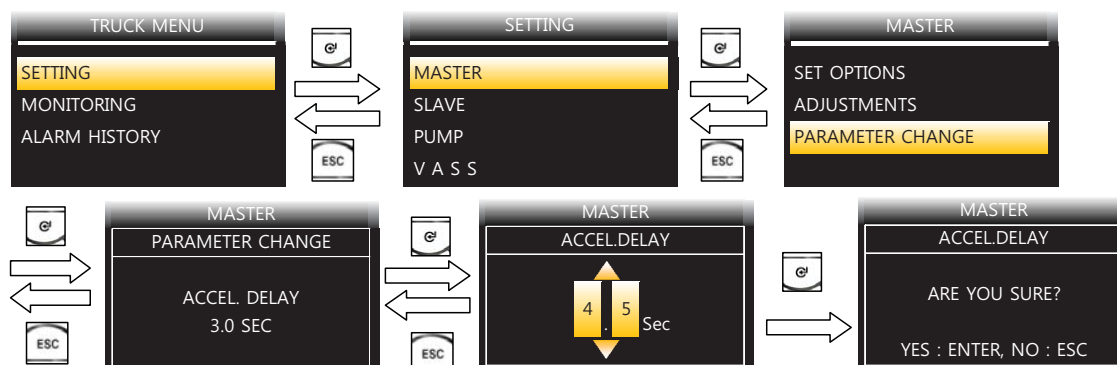 TRUCK MENU
SETTING
MONITORING
ALARM HISTORY
ESC
SETTING
MASTER
SLAVE
PUMP
V A S S
ESC
MASTER
SET OPTIONS
ADJUSTMENTS
PARAMETER CHANGE
ESC
MASTER
PARAMETER CHANGE
ACCEL. DELAY
3.0 SEC
ESC
MASTER
ACCEL.DELAY
4 . 5 Sec
MASTER
ACCEL.DELAY
ARE YOU SURE?
YES : ENTER, NO : ESC